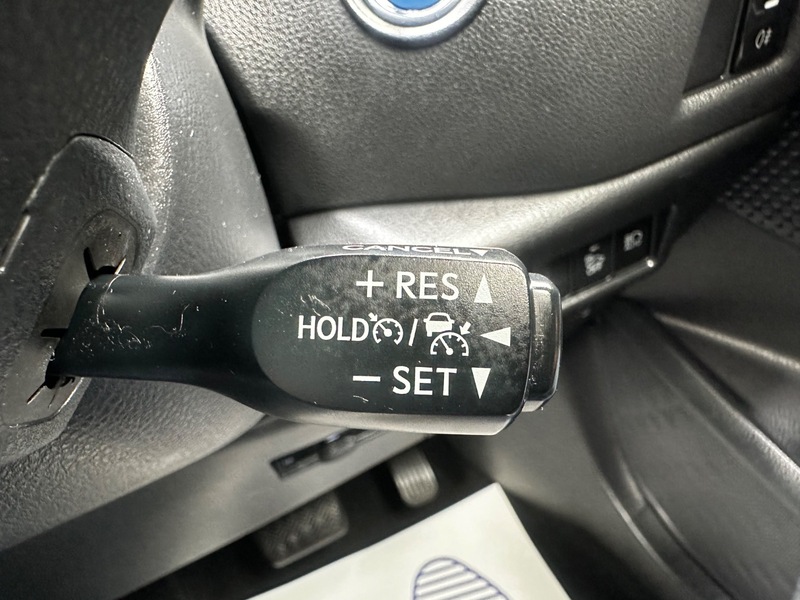 CANCEL
+ RES
HOLD /
− SET